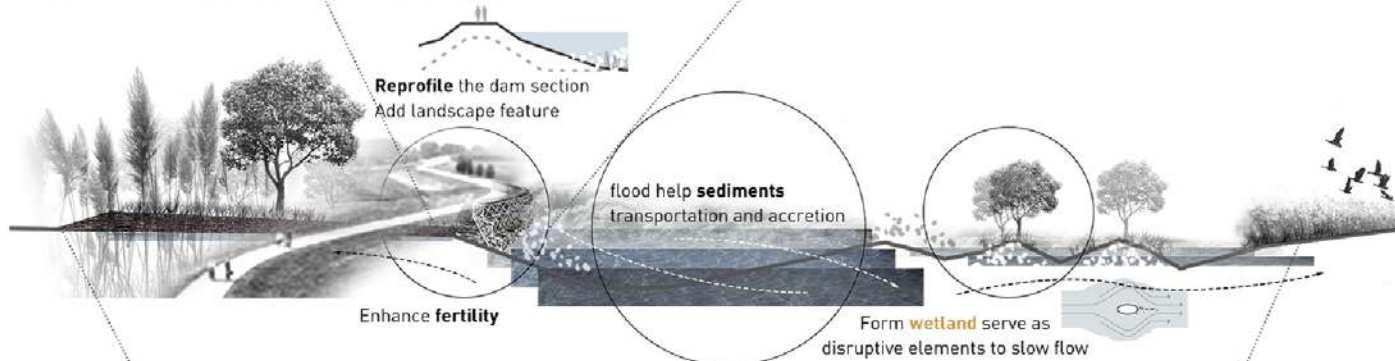 Reprofile the dam section
Add landscape feature
flood help sediments
transportation and accretion
Enhance fertility
Form wetland serve as
disruptive elements to slow flow